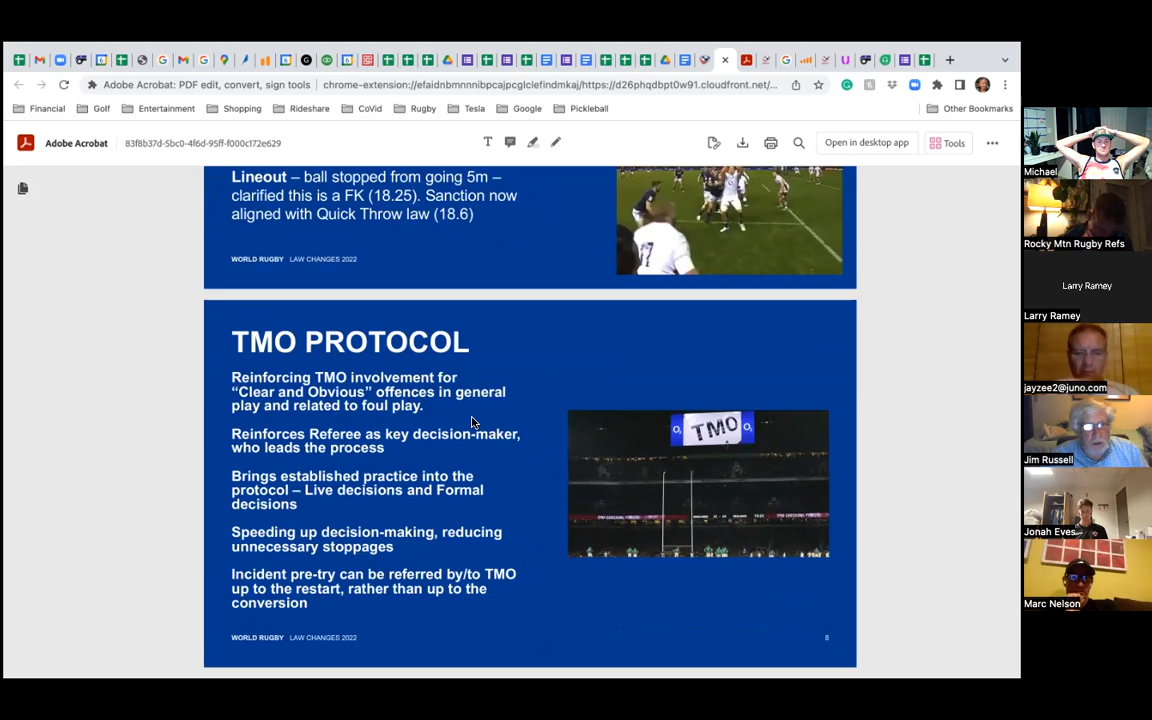 Adobe Acrobat: PDF edit, convert, sign tools | chrome-extension://efaidnbmnnnibpcajpcglclefindmkaj/https://d26phqdbpt0w91.cloudfront.net/...
Financial Golf Entertainment Shopping Rideshare CoVid Rugby Tesla Google Pickleball Other Bookmarks
Adobe Acrobat 83f8b37d-5bc0-4f6d-95ff-f000c172e629 Open in desktop app Tools
Lineout – ball stopped from going 5m –
clarified this is a FK (18.25). Sanction now
aligned with Quick Throw law (18.6)
17
WORLD RUGBY LAW CHANGES 2022
TMO PROTOCOL
Reinforcing TMO involvement for
“Clear and Obvious” offences in general
play and related to foul play.
Reinforces Referee as key decision-maker,
who leads the process
Brings established practice into the
protocol – Live decisions and Formal
decisions
Speeding up decision-making, reducing
unnecessary stoppages
Incident pre-try can be referred by/to TMO
up to the restart, rather than up to the
conversion
TMO
WORLD RUGBY LAW CHANGES 2022
8
Michael
Rocky Mtn Rugby Refs
Larry Ramey
Larry Ramey
jayzee2@juno.com
Jim Russell
Jonah Eves
Marc Nelson